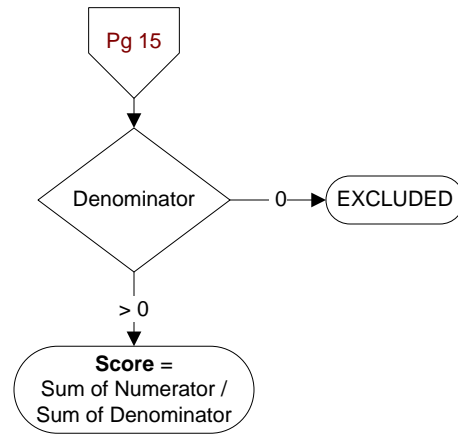 Pg 15
Denominator
0
EXCLUDED
> 0
Score =
Sum of Numerator /
Sum of Denominator